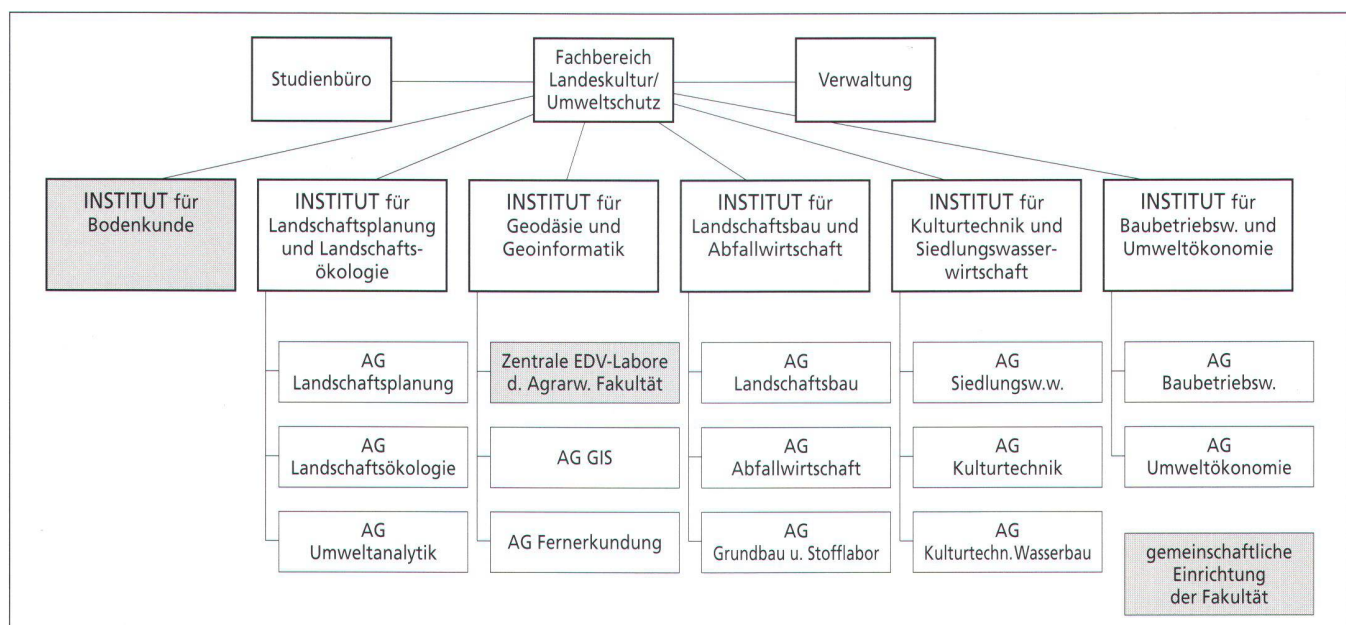 Studienbüro
Fachbereich
Landeskultur/
Umweltschutz
Verwaltung
INSTITUT für
Bodenkunde
INSTITUT für
Landschaftsplanung
und Landschafts-
ökologie
INSTITUT für
Geodäsie und
Geoinformatik
INSTITUT für
Landschaftsbau und
Abfallwirtschaft
INSTITUT für
Kulturtechnik und
Siedlungswasser-
wirtschaft
INSTITUT für
Baubetriebsw. und
Umweltökonomie
AG
Landschaftsplanung
Zentrale EDV-Labore
d. Agrarw. Fakultät
AG
Landschaftsbau
AG
Siedlungsw.w.
AG
Baubetriebsw.
AG
Landschaftsökologie
AG GIS
AG
Abfallwirtschaft
AG
Kulturtechnik
AG
Umweltökonomie
AG
Umweltanalytik
AG Fernerkundung
AG
Grundbau u. Stofflabor
AG
Kulturtechn. Wasserbau
gemeinschaftliche
Einrichtung
der Fakultät